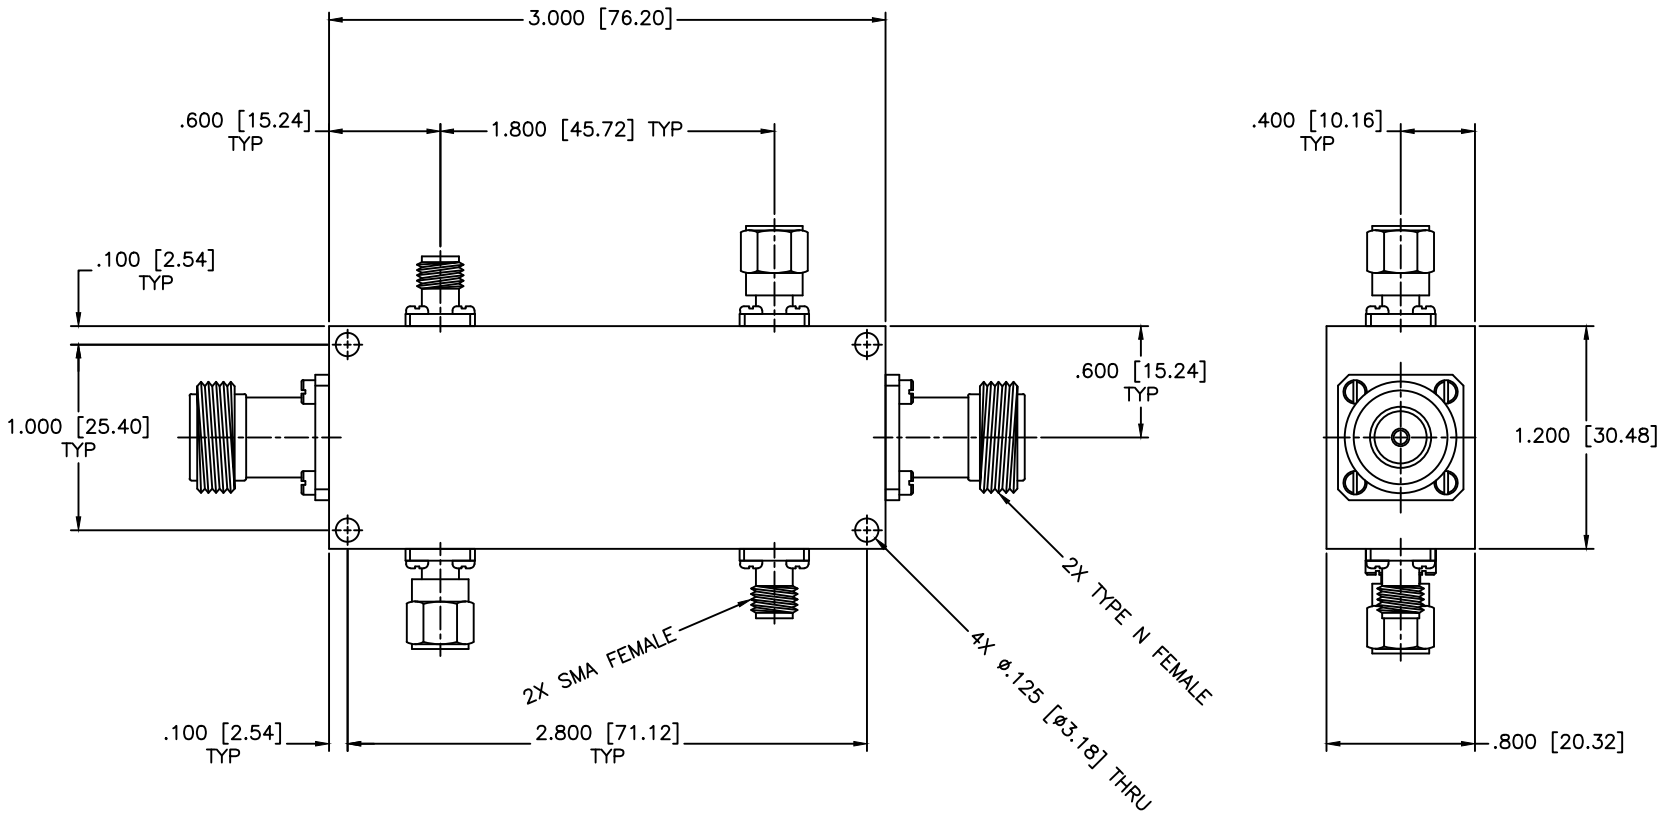 3.000 [76.20]
.600 [15.24]
TYP
1.800 [45.72] TYP
.400 [10.16]
TYP
.100 [2.54]
TYP
.600 [15.24]
TYP
1.000 [25.40]
TYP
1.200 [30.48]
2X TYPE N FEMALE
2X SMA FEMALE
4X ø.125 [ø3.18] THRU
.100 [2.54]
TYP
2.800 [71.12]
TYP
.800 [20.32]